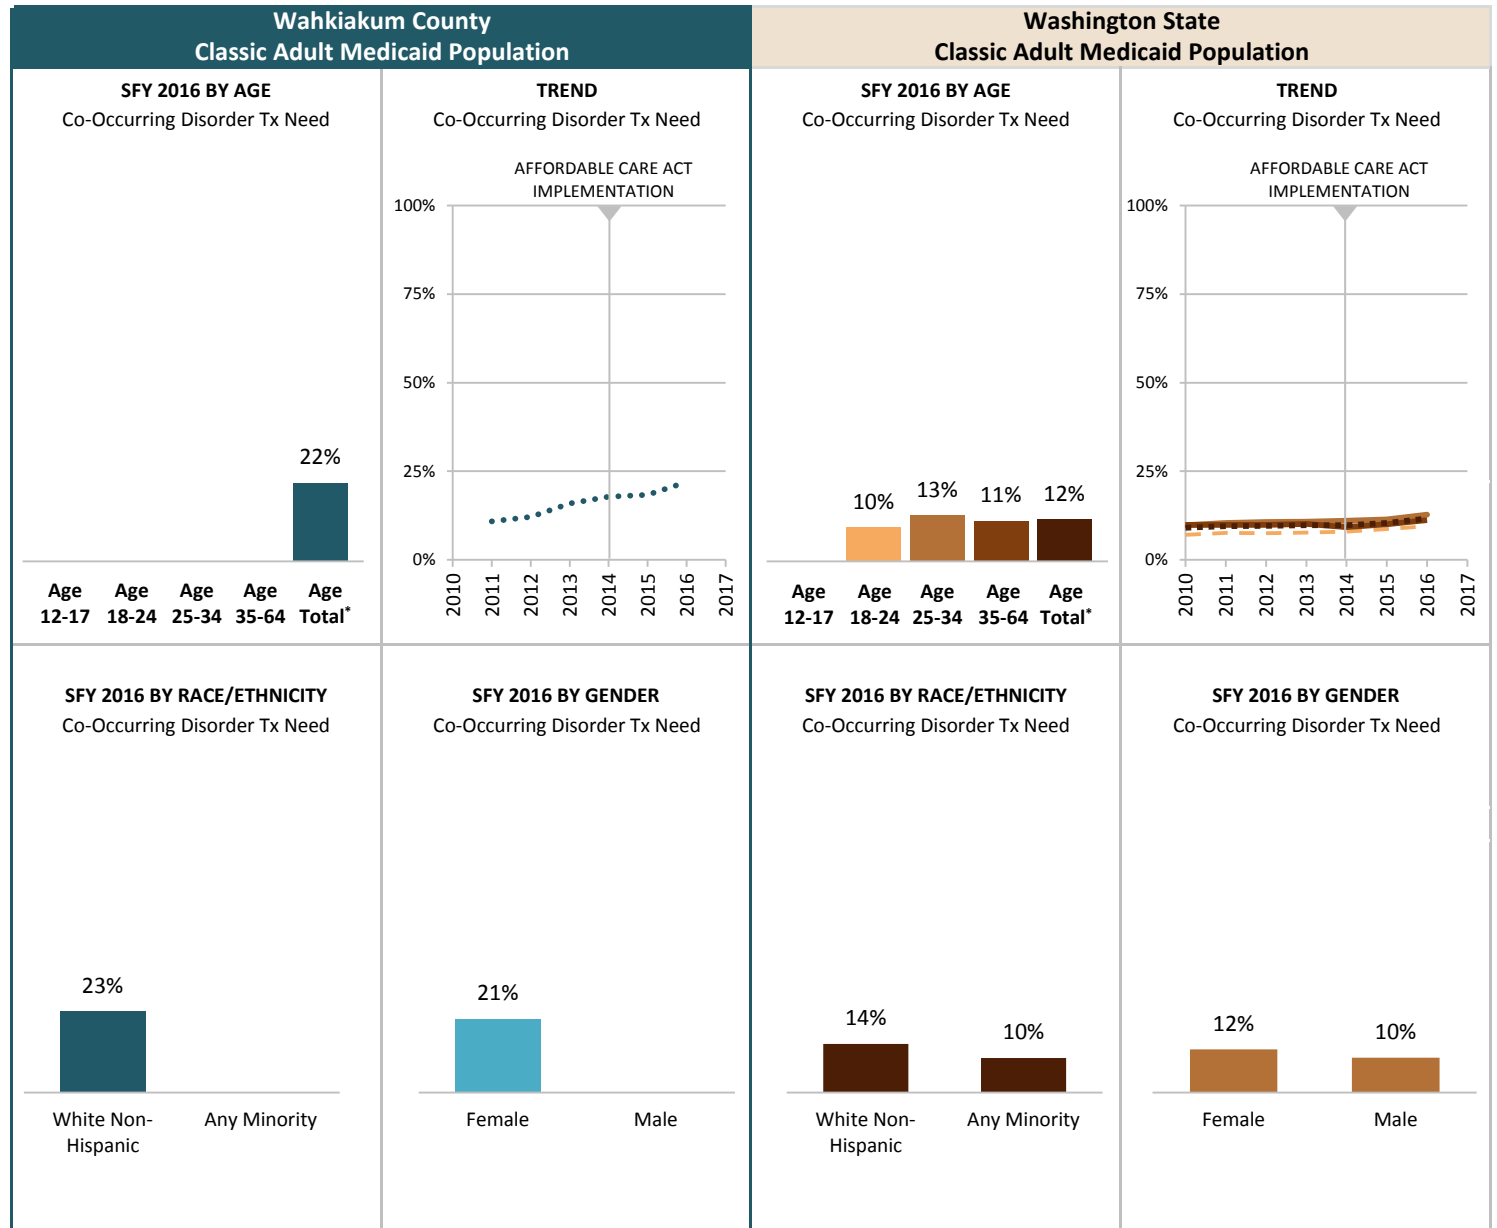 Wahkiakum County
Classic Adult Medicaid Population
Washington State
Classic Adult Medicaid Population
SFY 2016 BY AGE
Co-Occurring Disorder Tx Need
22%
Age 12-17
Age 18-24
Age 25-34
Age 35-64
Age Total*
TREND
Co-Occurring Disorder Tx Need
AFFORDABLE CARE ACT
IMPLEMENTATION
100%
75%
50%
25%
0%
2010
2011
2012
2013
2014
2015
2016
2017
SFY 2016 BY AGE
Co-Occurring Disorder Tx Need
10%
13%
11%
12%
Age 12-17
Age 18-24
Age 25-34
Age 35-64
Age Total*
TREND
Co-Occurring Disorder Tx Need
AFFORDABLE CARE ACT
IMPLEMENTATION
100%
75%
50%
25%
0%
2010
2011
2012
2013
2014
2015
2016
2017
SFY 2016 BY RACE/ETHNICITY
Co-Occurring Disorder Tx Need
23%
White Non-
Hispanic
Any Minority
SFY 2016 BY GENDER
Co-Occurring Disorder Tx Need
21%
Female
Male
SFY 2016 BY RACE/ETHNICITY
Co-Occurring Disorder Tx Need
14%
10%
White Non-
Hispanic
Any Minority
SFY 2016 BY GENDER
Co-Occurring Disorder Tx Need
12%
10%
Female
Male